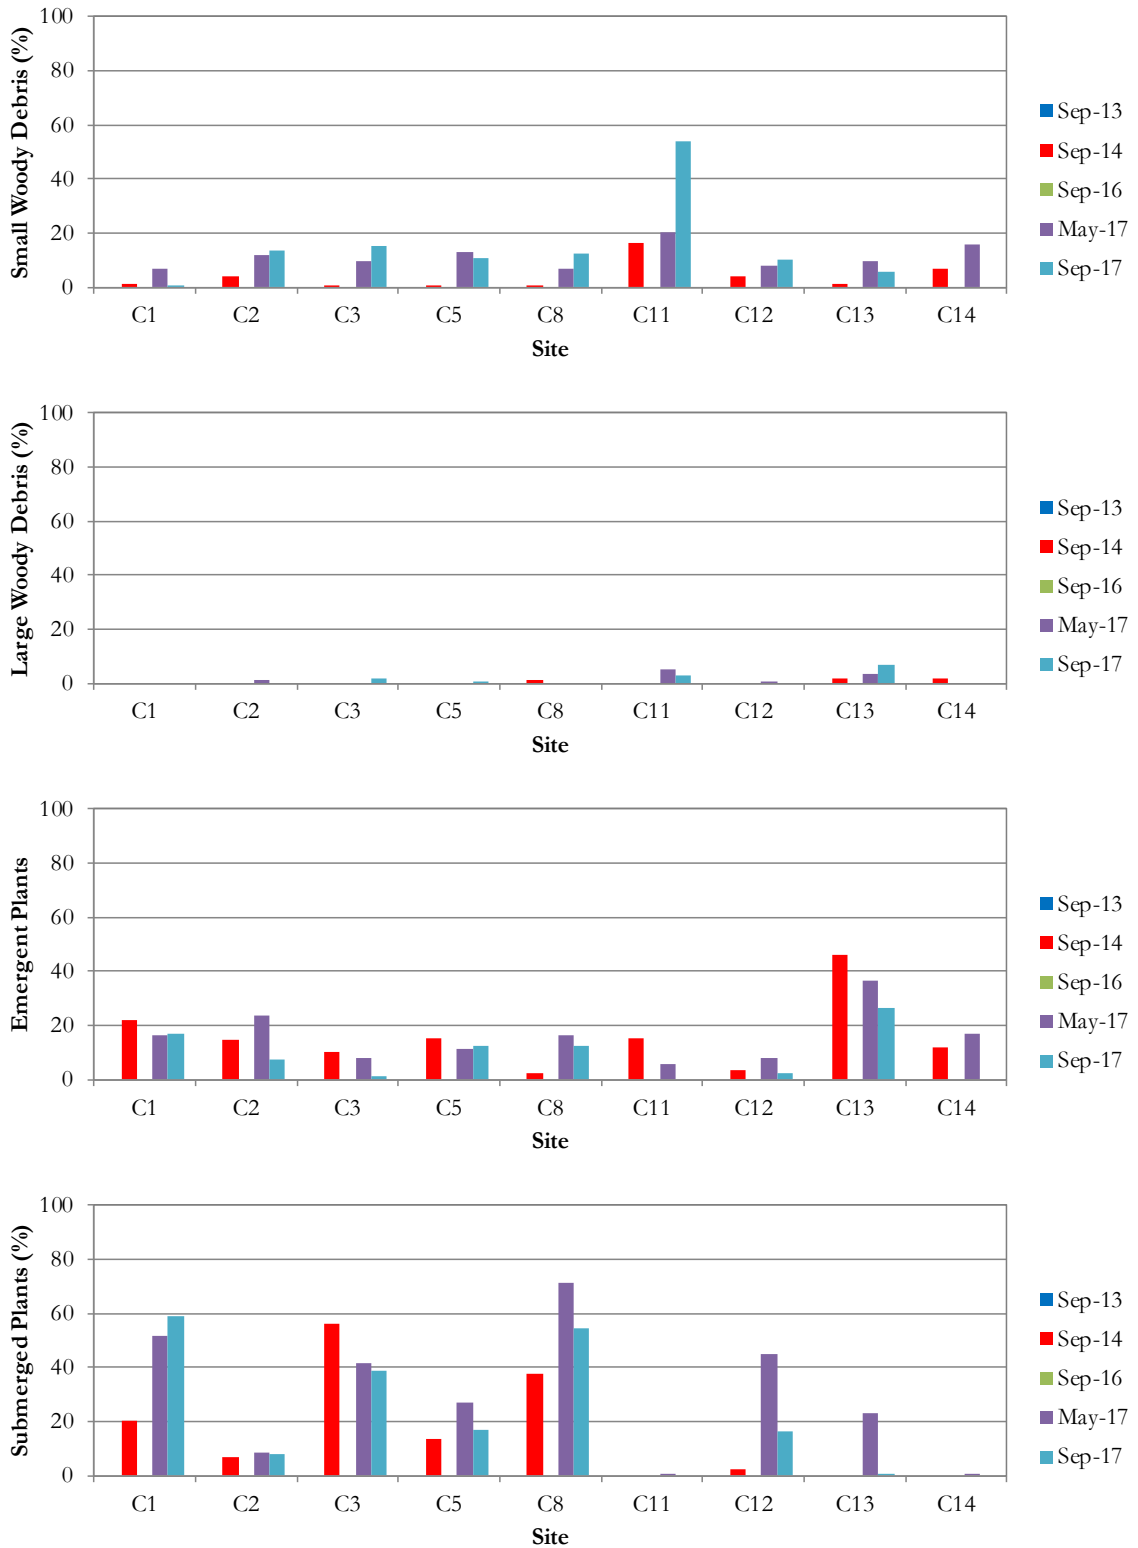 Small Woody Debris (%)
100
80
60
40
20
0
C1 C2 C3 C5 C8 C11 C12 C13 C14
Site
Sep-13
Sep-14
Sep-16
May-17
Sep-17
Large Woody Debris (%)
100
80
60
40
20
0
C1 C2 C3 C5 C8 C11 C12 C13 C14
Site
Sep-13
Sep-14
Sep-16
May-17
Sep-17
Emergent Plants
100
80
60
40
20
0
C1 C2 C3 C5 C8 C11 C12 C13 C14
Site
Sep-13
Sep-14
Sep-16
May-17
Sep-17
Submerged Plants (%)
100
80
60
40
20
0
C1 C2 C3 C5 C8 C11 C12 C13 C14
Site
Sep-13
Sep-14
Sep-16
May-17
Sep-17